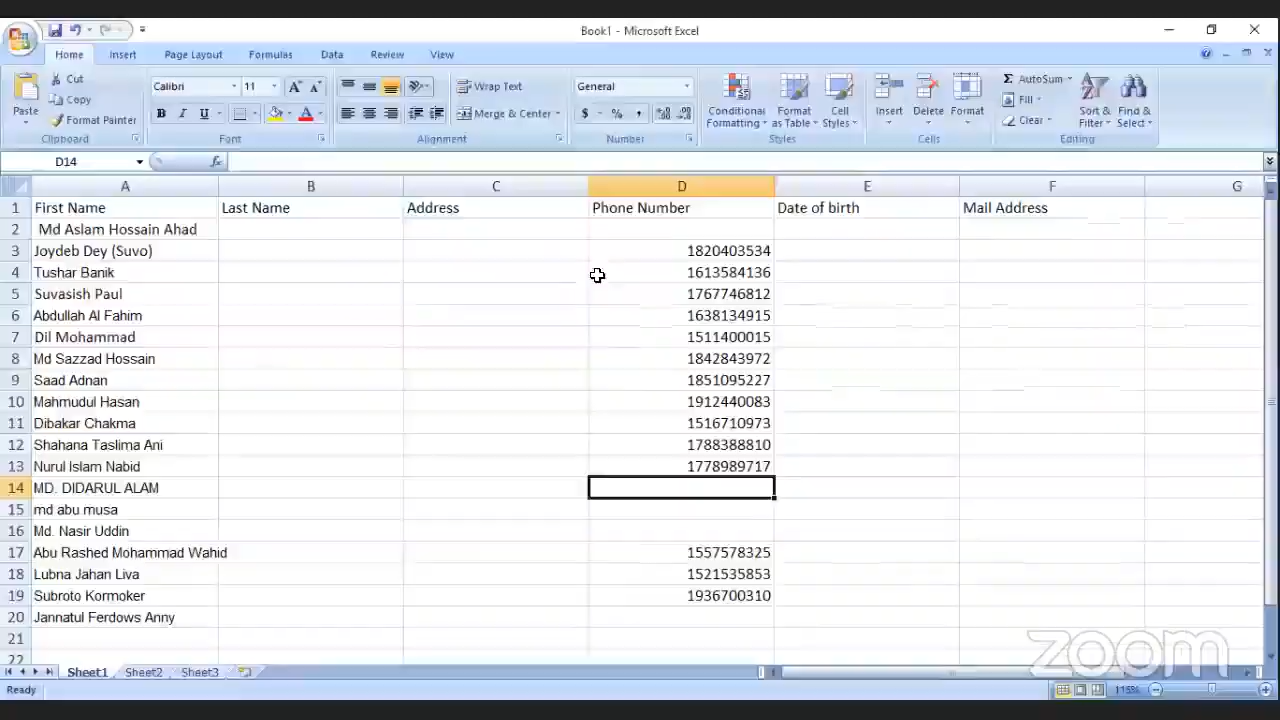 Book1 - Microsoft Excel
Home Insert Page Layout Formulas Data Review View
Paste
Cut
Copy
Format Painter
Clipboard
Calibri 11
B I U
Font
Wrap Text
Merge & Center
Alignment
General
$ % ,
Number
Conditional Formatting
Format as Table
Cell Styles
Styles
Insert
Delete
Format
Cells
Σ AutoSum
Fill
Clear
Sort & Filter
Find & Select
Editing
D14 fx
A B C D E F G
1 First Name Last Name Address Phone Number Date of birth Mail Address
2 Md Aslam Hossain Ahad
3 Joydeb Dey (Suvo) 1820403534
4 Tushar Banik 1613584136
5 Suvasish Paul 1767746812
6 Abdullah Al Fahim 1638134915
7 Dil Mohammad 1511400015
8 Md Sazzad Hossain 1842843972
9 Saad Adnan 1851095227
10 Mahmudul Hasan 1912440083
11 Dibakar Chakma 1516710973
12 Shahana Taslima Ani 1788388810
13 Nurul Islam Nabid 1778989717
14 MD. DIDARUL ALAM
15 md abu musa
16 Md. Nasir Uddin
17 Abu Rashed Mohammad Wahid 1557578325
18 Lubna Jahan Liva 1521535853
19 Subroto Kormoker 1936700310
20 Jannatul Ferdows Anny
21
22
zoom
Sheet1 Sheet2 Sheet3
Ready 115%